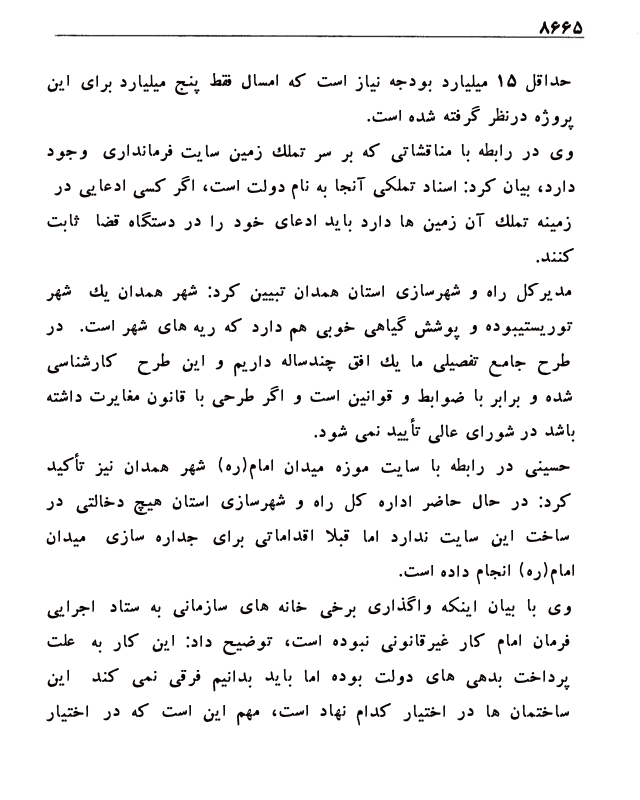 ۸۶۶۵
حداقل ۱۵ میلیارد بودجه نیاز است که امسال فقط پنج میلیارد برای این
پروژه درنظر گرفته شده است.
وی در رابطه با مناقشاتی که بر سر تملك زمین سایت فرمانداری وجود
دارد، بیان کرد: اسناد تملکی آنجا به نام دولت است، اگر کسی ادعایی در
زمینه تملك آن زمین ها دارد باید ادعای خود را در دستگاه قضا ثابت
کنند.
مدیرکل راه و شهرسازی استان همدان تبیین کرد: شهر همدان یك شهر
توریستیبوده و پوشش گیاهی خوبی هم دارد که ریه های شهر است. در
طرح جامع تفصیلی ما یك افق چندساله داریم و این طرح کارشناسی
شده و برابر با ضوابط و قوانین است و اگر طرحی با قانون مغایرت داشته
باشد در شورای عالی تأیید نمی شود.
حسینی در رابطه با سایت موزه میدان امام(ره) شهر همدان نیز تأکید
کرد: در حال حاضر اداره کل راه و شهرسازی استان هیچ دخالتی در
ساخت این سایت ندارد اما قبلا اقداماتی برای جداره سازی میدان
امام(ره) انجام داده است.
وی با بیان اینکه واگذاری برخی خانه های سازمانی به ستاد اجرایی
فرمان امام کار غیرقانونی نبوده است، توضیح داد: این کار به علت
پرداخت بدهی های دولت بوده اما باید بدانیم فرقی نمی کند این
ساختمان ها در اختیار کدام نهاد است، مهم این است که در اختیار